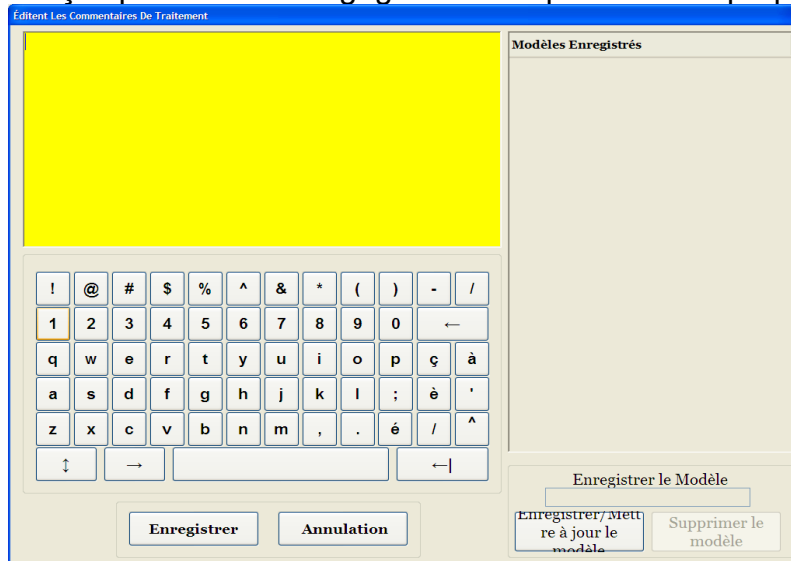 Éditent Les Commentaires De Traitement
Modèles Enregistrés
! @ # $ % ^ & * ( ) - /
1 2 3 4 5 6 7 8 9 0 ←
q w e r t y u i o p ç à
a s d f g h j k l ; è '
z x c v b n m , . é / ^
↕ → ←|
Enregistrer le Modèle
Enregistrer/Mett
re à jour le
modèle
Supprimer le
modèle
Enregistrer Annulation